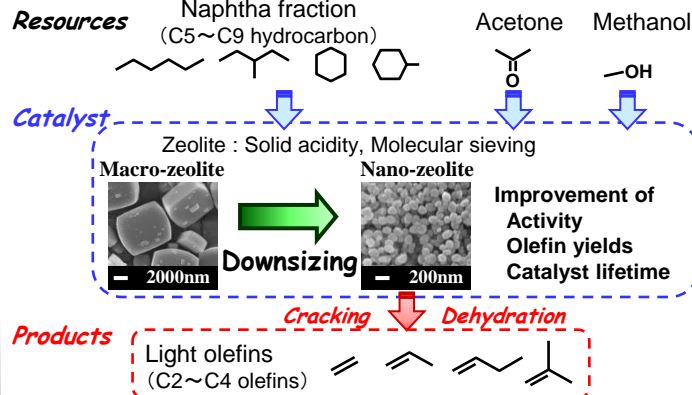 Resources
Naphtha fraction
（C5～C9 hydrocarbon）
Acetone
Methanol
O
OH
Catalyst
Zeolite : Solid acidity, Molecular sieving
Macro-zeolite
Nano-zeolite
2000nm
200nm
Downsizing
Improvement of
Activity
Olefin yields
Catalyst lifetime
Cracking
Dehydration
Products
Light olefins
（C2～C4 olefins）